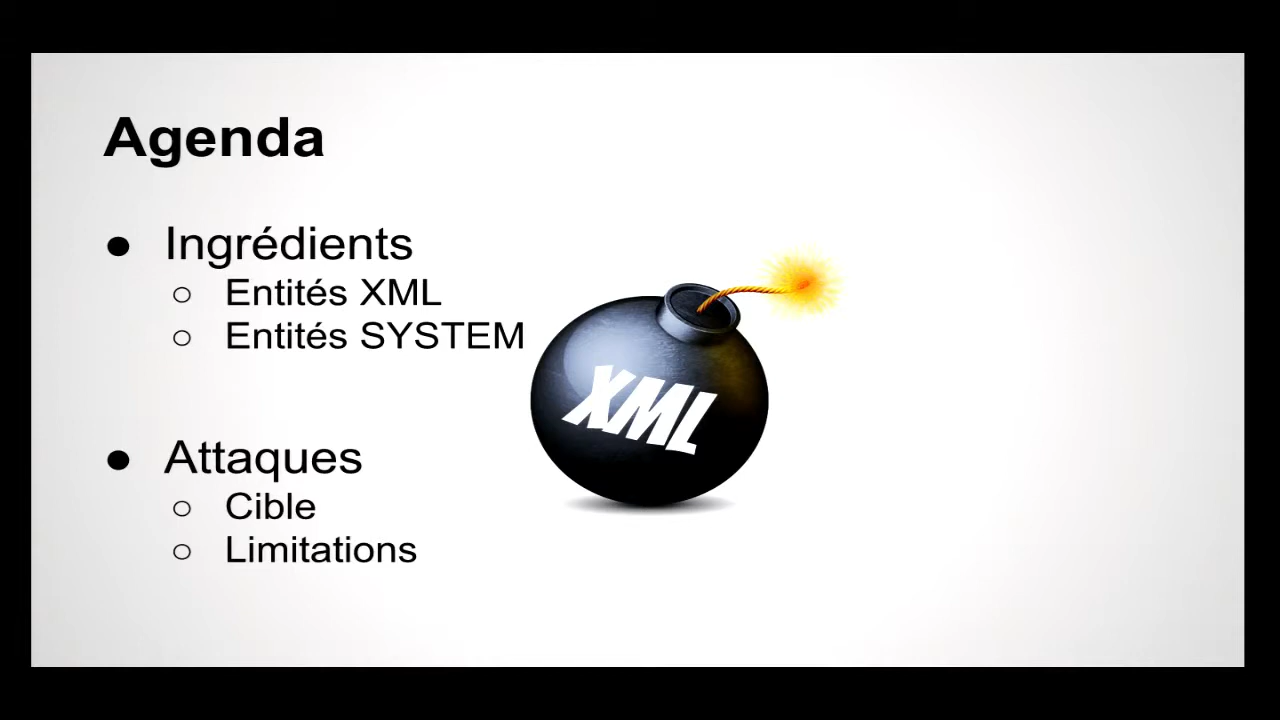 Agenda
● Ingrédients
○ Entités XML
○ Entités SYSTEM
XML
● Attaques
○ Cible
○ Limitations